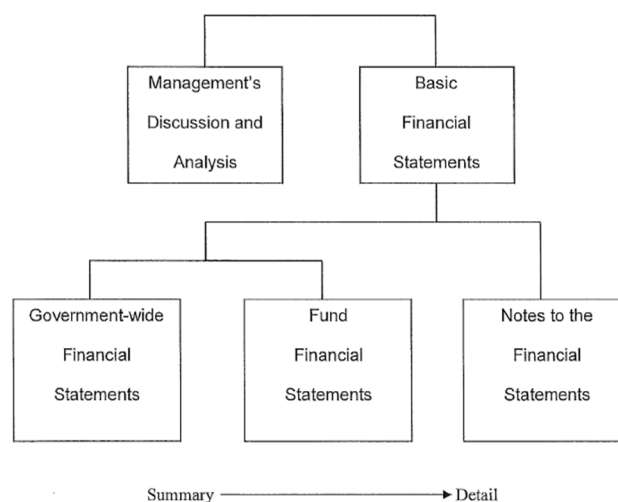 Management's
Discussion and
Analysis
Basic
Financial
Statements
Government-wide
Financial
Statements
Fund
Financial
Statements
Notes to the
Financial
Statements
Summary
Detail